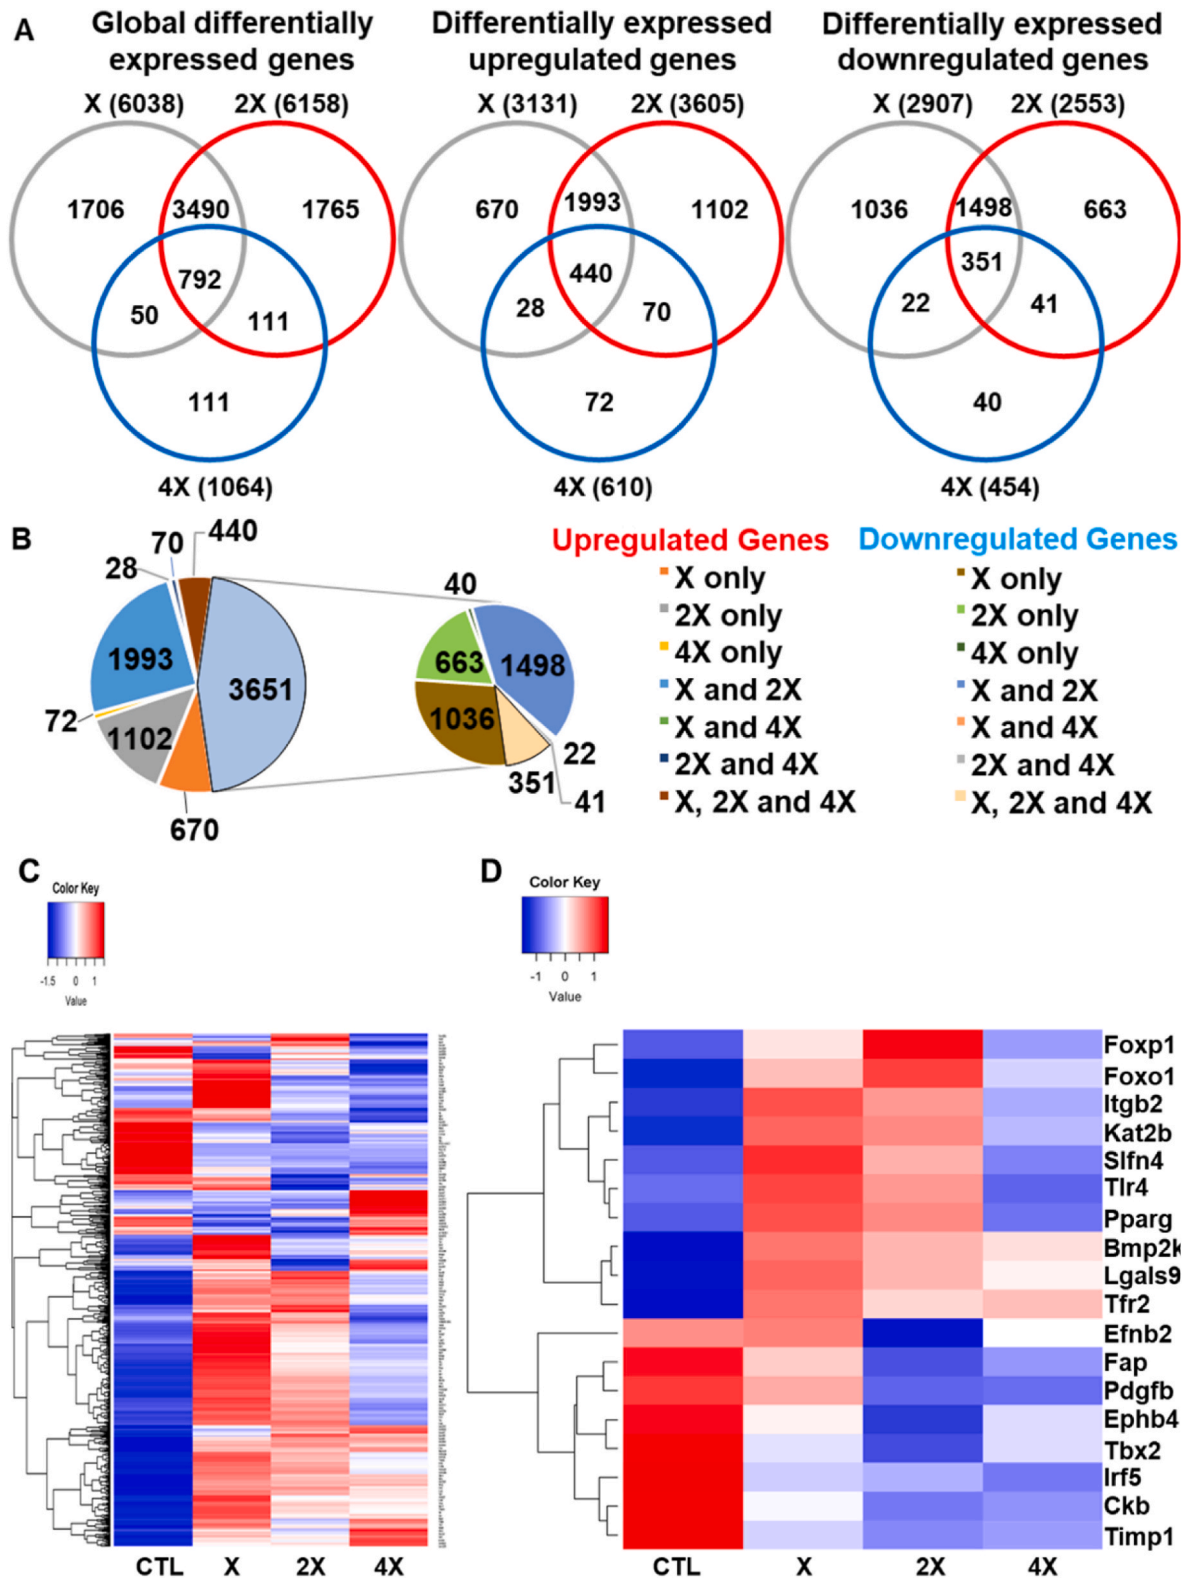 A
Global differentially
expressed genes
X (6038)
2X (6158)
1706
3490
1765
792
50
111
111
4X (1064)
Differentially expressed
upregulated genes
X (3131)
2X (3605)
670
1993
1102
440
28
70
72
4X (610)
Differentially expressed
downregulated genes
X (2907)
2X (2553)
1036
1498
663
351
22
41
40
4X (454)
B
70
440
28
1993
3651
72
1102
670
40
663
1498
1036
22
351
41
Upregulated Genes
X only
2X only
4X only
X and 2X
X and 4X
2X and 4X
X, 2X and 4X
Downregulated Genes
X only
2X only
4X only
X and 2X
X and 4X
2X and 4X
X, 2X and 4X
C
Color Key
-1.5 0 1
Value
CTL X 2X 4X
D
Color Key
-1 0 1
Value
Foxp1
Foxo1
Itgb2
Kat2b
Slfn4
Tlr4
Pparg
Bmp2k
Lgals9
Tfr2
Efnb2
Fap
Pdgfb
Ephb4
Tbx2
Irf5
Ckb
Timp1
CTL X 2X 4X